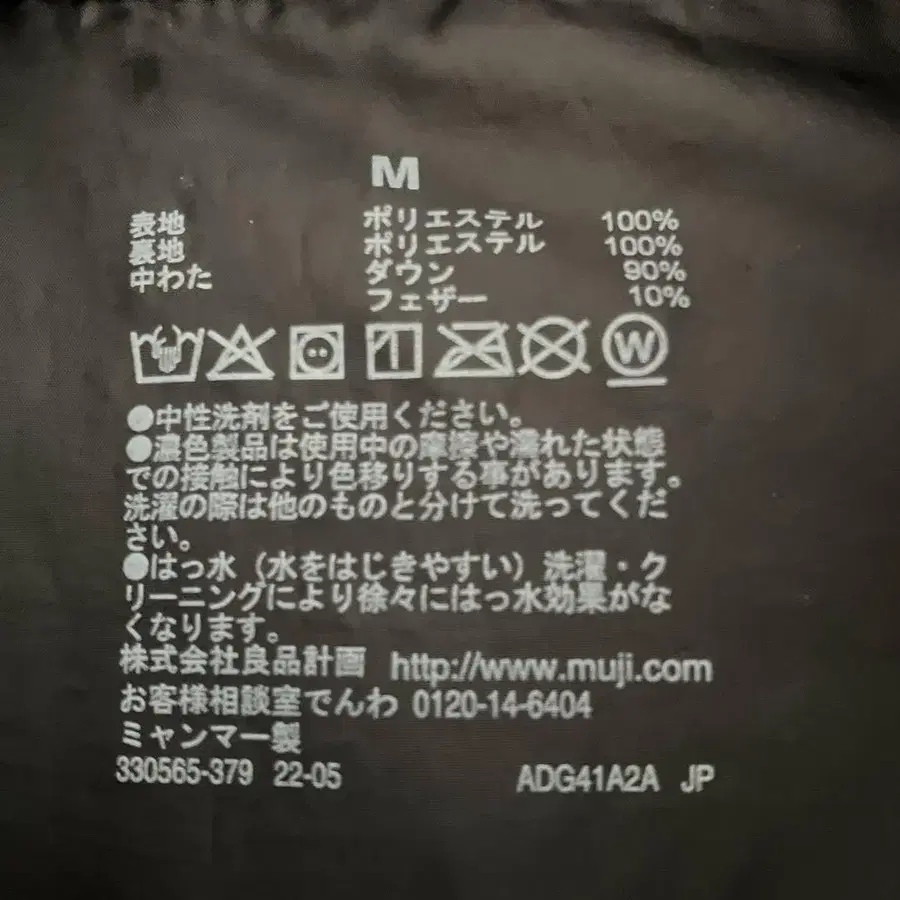 M
表地 ポリエステル 100%
裏地 ポリエステル 100%
中わた ダウン 90%
フェザー 10%
W
●中性洗剤をご使用ください。
●濃色製品は使用中の摩擦や濡れた状態
での接触により色移りする事があります。
洗濯の際は他のものと分けて洗ってくだ
さい。
●はっ水（水をはじきやすい）洗濯・ク
リーニングにより徐々にはっ水効果がな
くなります。
株式会社良品計画 http://www.muji.com
お客様相談室でんわ 0120-14-6404
ミャンマー製
330565-379 22-05 ADG41A2A JP